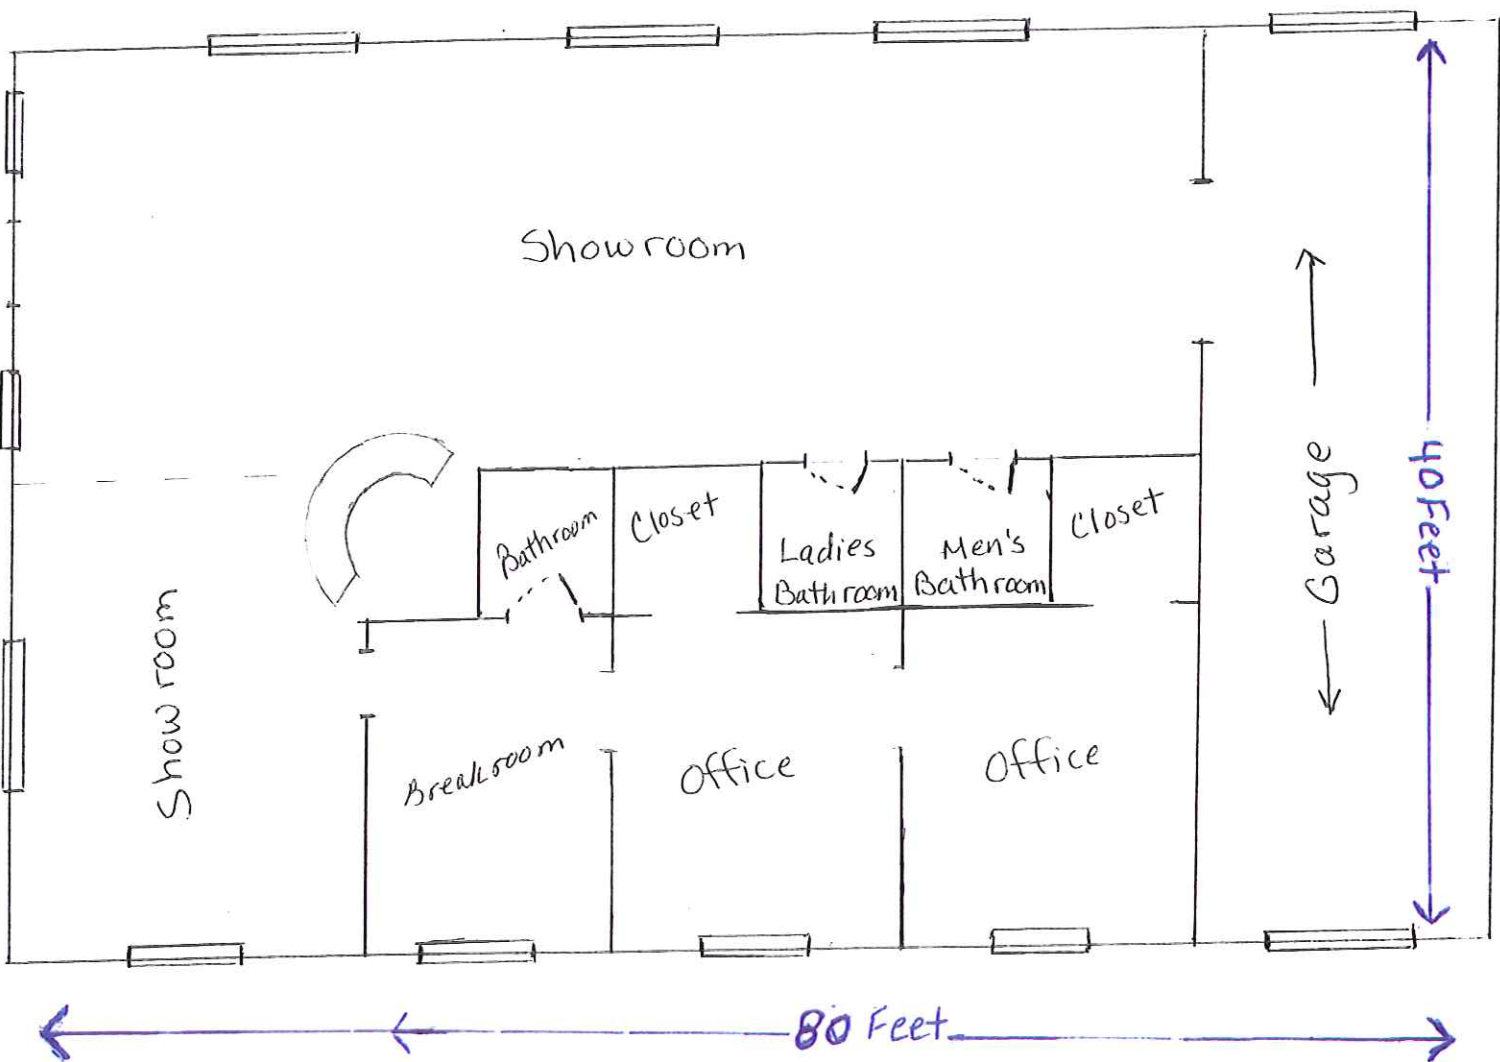 Showroom
Bathroom
Closet
Ladies
Bathroom
Men's
Bathroom
Closet
Garage
40 Feet
Showroom
Breakroom
Office
Office
80 Feet